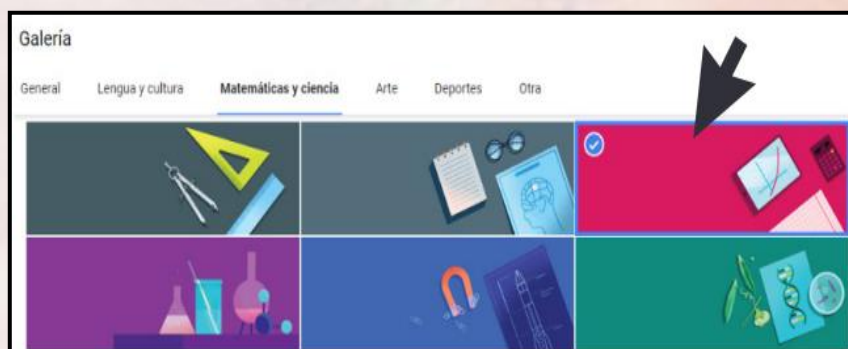 Galería
General Lengua y cultura Matemáticas y ciencia Arte Deportes Otra